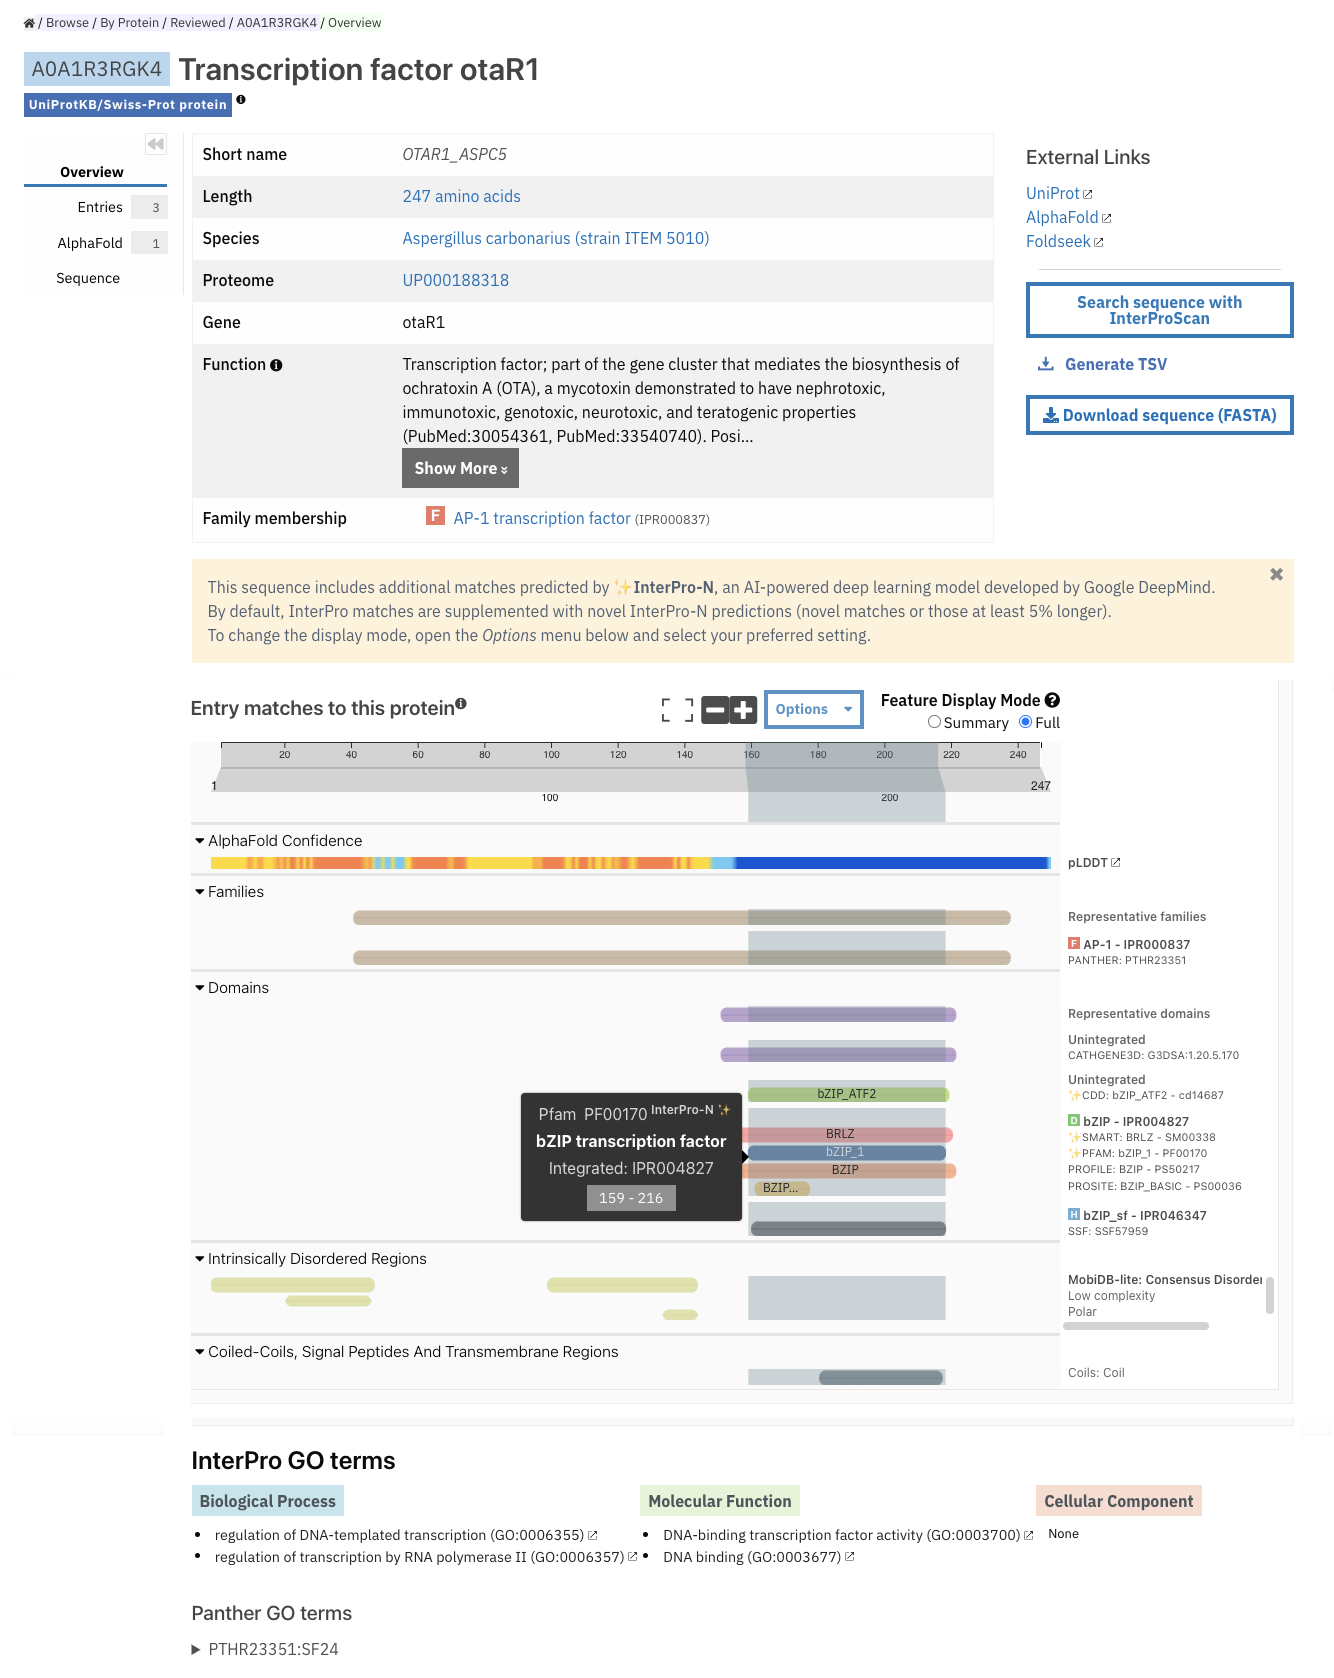 / Browse / By Protein / Reviewed / A0A1R3RGK4 / Overview
A0A1R3RGK4 Transcription factor otaR1
UniProtKB/Swiss-Prot protein
Overview
Entries 3
AlphaFold 1
Sequence
Short name OTAR1_ASPC5
Length 247 amino acids
Species Aspergillus carbonarius (strain ITEM 5010)
Proteome UP000188318
Gene otaR1
Function Transcription factor; part of the gene cluster that mediates the biosynthesis of
ochratoxin A (OTA), a mycotoxin demonstrated to have nephrotoxic,
immunotoxic, genotoxic, neurotoxic, and teratogenic properties
(PubMed:30054361, PubMed:33540740). Posi...
Show More
Family membership F AP-1 transcription factor (IPR000837)
External Links
UniProt
AlphaFold
Foldseek
Search sequence with
InterProScan
Generate TSV
Download sequence (FASTA)
This sequence includes additional matches predicted by ✨InterPro-N, an AI-powered deep learning model developed by Google DeepMind.
By default, InterPro matches are supplemented with novel InterPro-N predictions (novel matches or those at least 5% longer).
To change the display mode, open the Options menu below and select your preferred setting.
Entry matches to this protein
Options
Feature Display Mode
Summary Full
20 40 60 80 100 120 140 160 180 200 220 240
1 247
100 200
AlphaFold Confidence
pLDDT
Families
Representative families
F AP-1 - IPR000837
PANTHER: PTHR23351
Domains
Representative domains
Unintegrated
CATHGENE3D: G3DSA:1.20.5.170
Unintegrated
bZIP_ATF2 ✨CDD: bZIP_ATF2 - cd14687
D bZIP - IPR004827
BRLZ ✨SMART: BRLZ - SM00338
bZIP_1 ✨PFAM: bZIP_1 - PF00170
BZIP PROFILE: BZIP - PS50217
BZIP... PROSITE: BZIP_BASIC - PS00036
H bZIP_sf - IPR046347
SSF: SSF57959
Pfam PF00170 InterPro-N ✨
bZIP transcription factor
Integrated: IPR004827
159 - 216
Intrinsically Disordered Regions
MobiDB-lite: Consensus Disorder
Low complexity
Polar
Coiled-Coils, Signal Peptides And Transmembrane Regions
Coils: Coil
InterPro GO terms
Biological Process
• regulation of DNA-templated transcription (GO:0006355)
• regulation of transcription by RNA polymerase II (GO:0006357)
Molecular Function
• DNA-binding transcription factor activity (GO:0003700)
• DNA binding (GO:0003677)
Cellular Component
None
Panther GO terms
PTHR23351:SF24